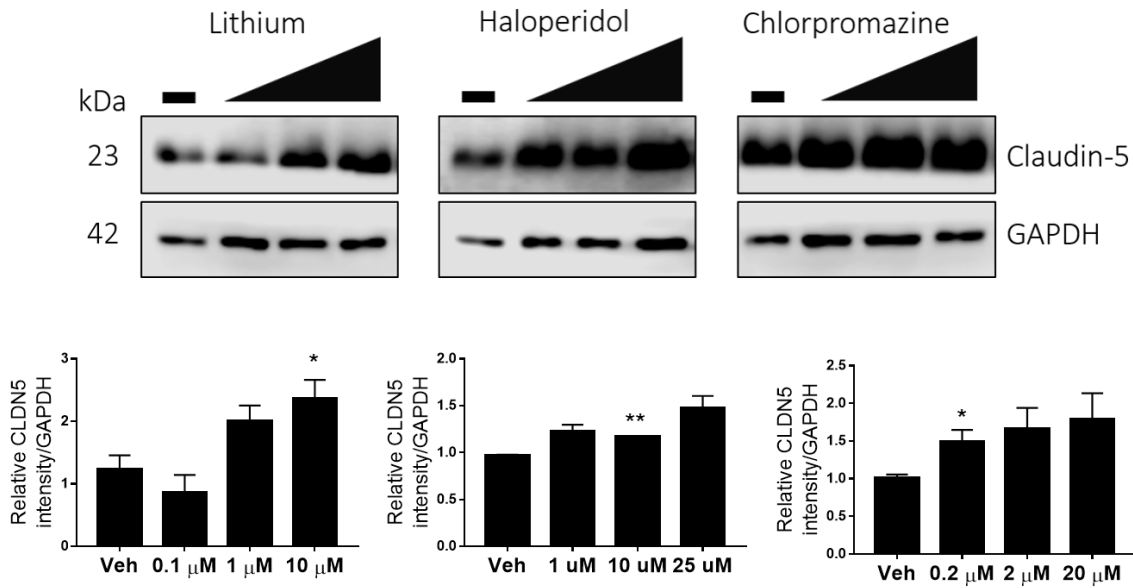 Lithium
Haloperidol
Chlorpromazine
kDa
23
Claudin-5
42
GAPDH
Relative CLDN5
intensity/GAPDH
3
2
1
0
*
Veh 0.1 μM 1 μM 10 μM
Relative CLDN5
intensity/GAPDH
2.0
1.5
1.0
0.5
0.0
**
Veh 1 uM 10 uM 25 uM
Relative CLDN5
intensity/GAPDH
2.5
2.0
1.5
1.0
0.5
0.0
*
Veh 0.2 μM 2 μM 20 μM